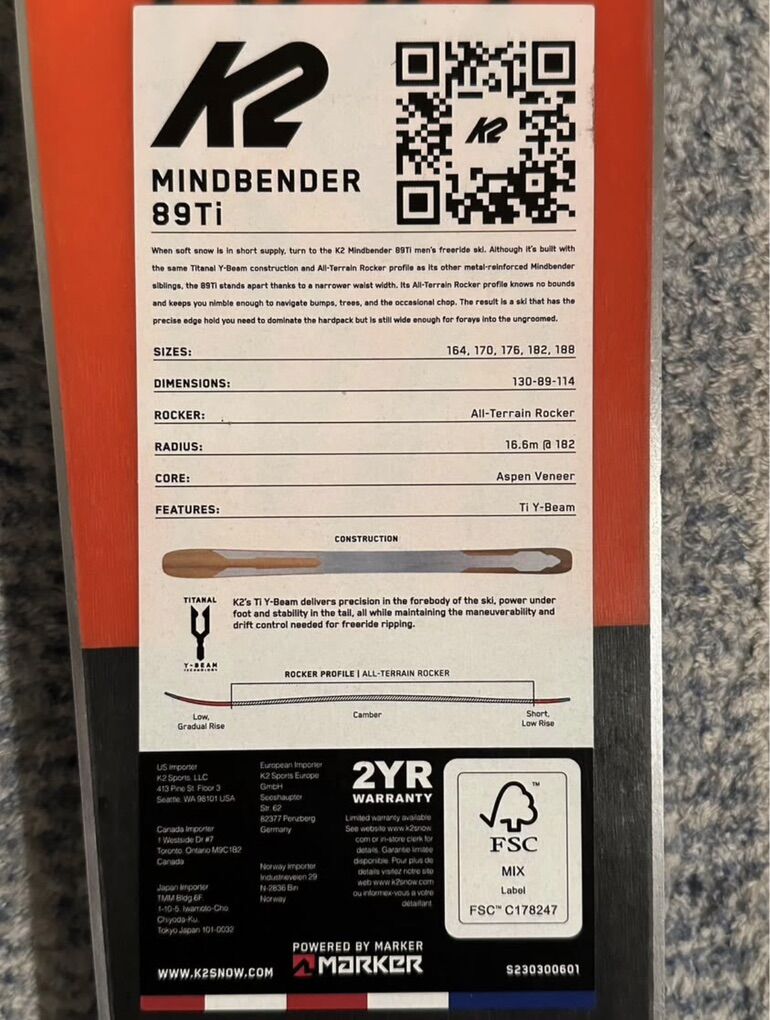 K2
K2
MINDBENDER
89Ti
When soft snow is in short supply, turn to the K2 Mindbender 89Ti men's freeride ski. Although it's built with
the same Titanal Y-Beam construction and All-Terrain Rocker profile as its other metal-reinforced Mindbender
siblings, the 89Ti stands apart thanks to a narrower waist width. Its All-Terrain Rocker profile knows no bounds
and keeps you nimble enough to navigate bumps, trees, and the occasional chop. The result is a ski that has the
precise edge hold you need to dominate the hardpack but is still wide enough for forays into the ungroomed.
SIZES: 164, 170, 176, 182, 188
DIMENSIONS: 130-89-114
ROCKER: All-Terrain Rocker
RADIUS: 16.6m @ 182
CORE: Aspen Veneer
FEATURES: Ti Y-Beam
CONSTRUCTION
TITANAL
Y-BEAM
TECHNOLOGY
K2's Ti Y-Beam delivers precision in the forebody of the ski, power under
foot and stability in the tail, all while maintaining the maneuverability and
drift control needed for freeride ripping.
ROCKER PROFILE | ALL-TERRAIN ROCKER
Low,
Gradual Rise
Camber
Short,
Low Rise
US Importer
K2 Sports, LLC
413 Pine St. Floor 3
Seattle, WA 98101 USA
Canada Importer
1 Westside Dr #7
Toronto, Ontario M9C1B2
Canada
Japan Importer
TMM Bldg 6F.
1-10-5, Iwamoto-Cho
Chiyoda-Ku.
Tokyo Japan 101-0032
European Importer
K2 Sports Europe
GmbH
Seeshaupter
Str. 62
82377 Penzberg
Germany
Norway Importer
Industriveien 29
N-2836 Biri
Norway
2YR
WARRANTY
Limited warranty available
See website www.k2snow.
com or in-store clerk for
details. Garantie limitée
disponible. Pour plus de
détails visitez notre site
web www.k2snow.com
ou informez-vous a votre
détaillant
FSC
MIX
Label
FSC™ C178247
POWERED BY MARKER
MARKER
WWW.K2SNOW.COM
S230300601